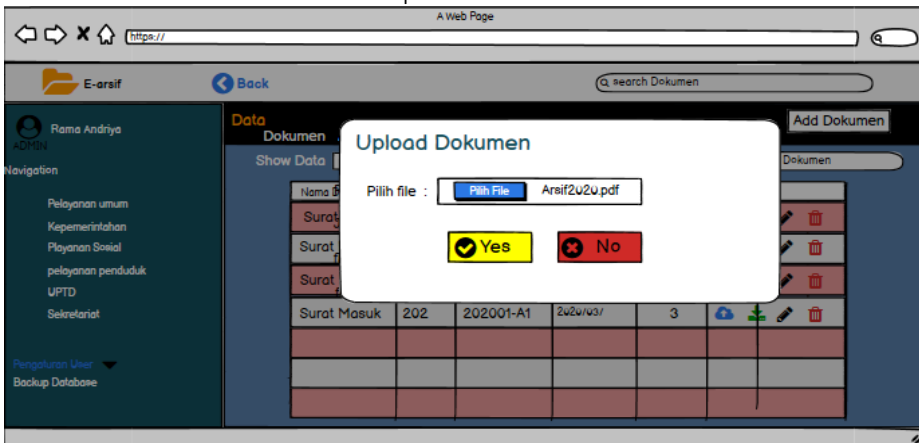 A Web Page
https://
E-arsif
Back
search Dokumen
Rama Andriya
ADMIN
Navigation
Pelayanan umum
Kepemerintahan
Playanan Sosial
pelayanan penduduk
UPTD
Sekretariat
Pengaturan User
Backup Database
Data
Dokumen
Add Dokumen
Show Data
Dokumen
Nama
Surat
Surat
Surat
Surat Masuk 202 202001-A1 2020/03/ 3
Upload Dokumen
Pilih file : Pilih File Arsif2020.pdf
Yes No